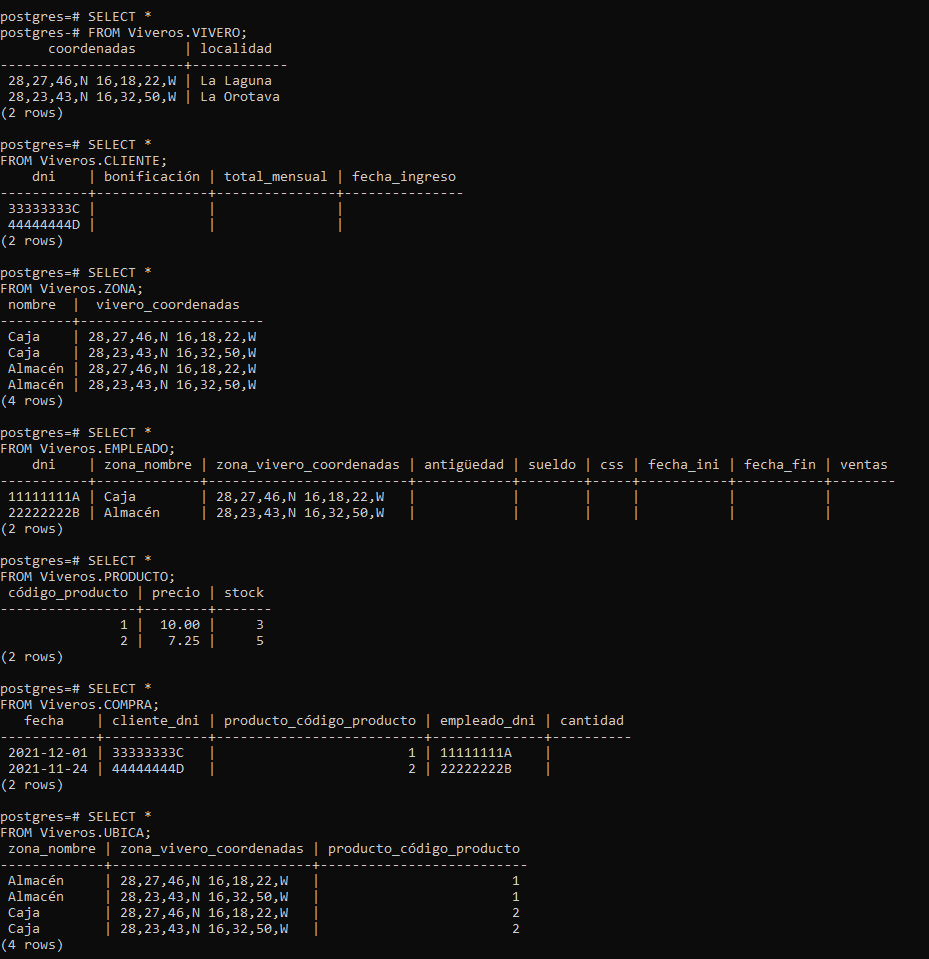 postgres=# SELECT *
postgres-# FROM Viveros.VIVERO;
      coordenadas      | localidad
-----------------------+------------
 28,27,46,N 16,18,22,W | La Laguna
 28,23,43,N 16,32,50,W | La Orotava
(2 rows)

postgres=# SELECT *
FROM Viveros.CLIENTE;
    dni    | bonificación | total_mensual | fecha_ingreso
-----------+--------------+---------------+---------------
 33333333C |              |               |
 44444444D |              |               |
(2 rows)

postgres=# SELECT *
FROM Viveros.ZONA;
 nombre  |  vivero_coordenadas
---------+-----------------------
 Caja    | 28,27,46,N 16,18,22,W
 Caja    | 28,23,43,N 16,32,50,W
 Almacén | 28,27,46,N 16,18,22,W
 Almacén | 28,23,43,N 16,32,50,W
(4 rows)

postgres=# SELECT *
FROM Viveros.EMPLEADO;
    dni    | zona_nombre | zona_vivero_coordenadas | antigüedad | sueldo | css | fecha_ini | fecha_fin | ventas
-----------+-------------+-------------------------+------------+--------+-----+-----------+-----------+--------
 11111111A | Caja        | 28,27,46,N 16,18,22,W   |            |        |     |           |           |
 22222222B | Almacén     | 28,23,43,N 16,32,50,W   |            |        |     |           |           |
(2 rows)

postgres=# SELECT *
FROM Viveros.PRODUCTO;
 código_producto | precio | stock
-----------------+--------+-------
               1 |  10.00 |     3
               2 |   7.25 |     5
(2 rows)

postgres=# SELECT *
FROM Viveros.COMPRA;
   fecha    | cliente_dni | producto_código_producto | empleado_dni | cantidad
------------+-------------+--------------------------+--------------+----------
 2021-12-01 | 33333333C   |                        1 | 11111111A    |
 2021-11-24 | 44444444D   |                        2 | 22222222B    |
(2 rows)

postgres=# SELECT *
FROM Viveros.UBICA;
 zona_nombre | zona_vivero_coordenadas | producto_código_producto
-------------+-------------------------+--------------------------
 Almacén     | 28,27,46,N 16,18,22,W   |                        1
 Almacén     | 28,23,43,N 16,32,50,W   |                        1
 Caja        | 28,27,46,N 16,18,22,W   |                        2
 Caja        | 28,23,43,N 16,32,50,W   |                        2
(4 rows)